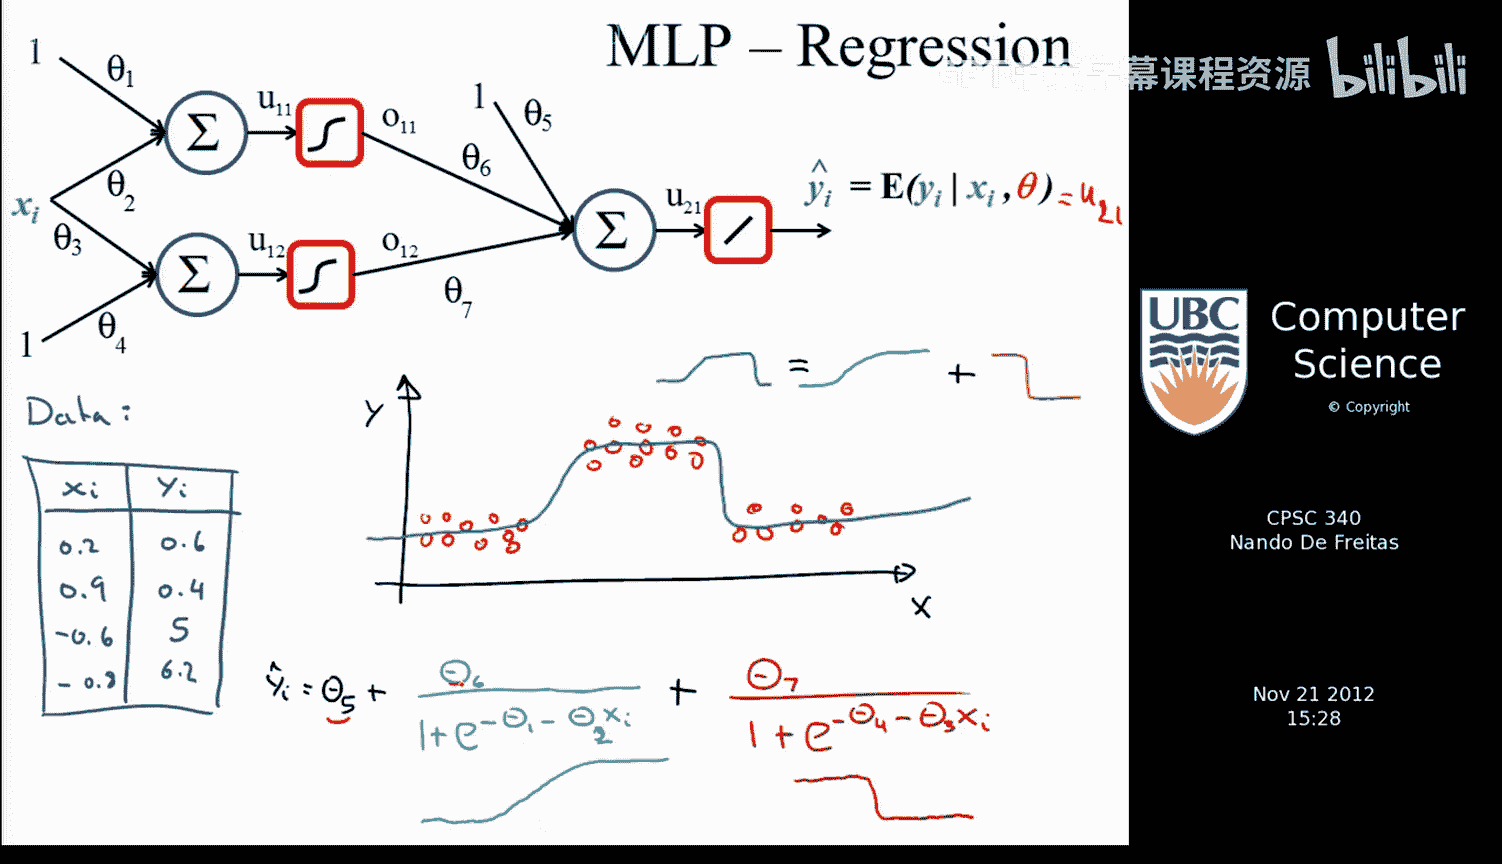 MLP – Regression
字幕课程资源 bilibili
1
θ1
u11
o11
1
θ5
Σ
θ6
θ2
xi
ŷi = E(yi | xi , θ) = u21
u21
Σ
θ3
u12
o12
Σ
θ7
θ4
1
= +
Data:
Y
xi Yi
0.2 0.6
0.9 0.4
-0.6 5
6.2
X
ŷi = θ5 + θ6 / 1+e^-θ1-θ2xi + θ7 / 1+e^-θ4-θ3xi
UBC
Computer
Science
© Copyright
CPSC 340
Nando De Freitas
Nov 21 2012
15:28